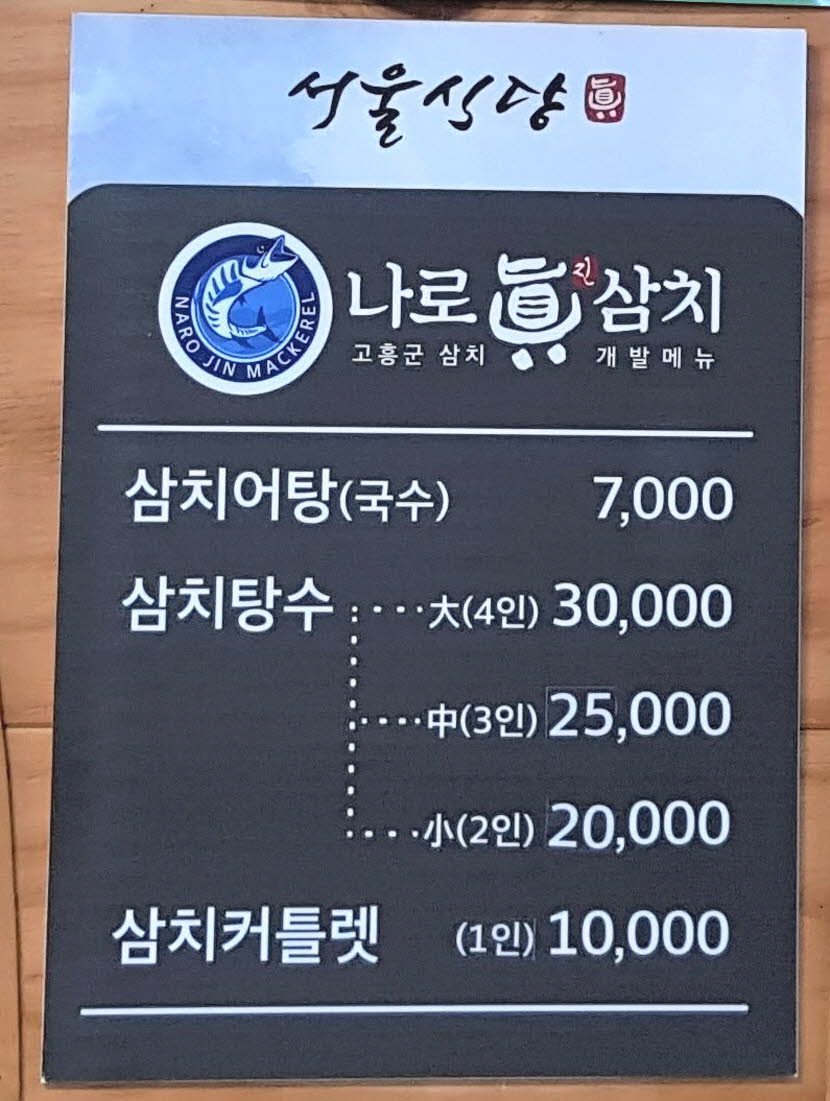 서울식당 眞
NARO JIN MACKEREL
나로 眞 진 삼치
고흥군 삼치 개발메뉴
삼치어탕(국수) 7,000
삼치탕수 大(4인) 30,000
中(3인) 25,000
小(2인) 20,000
삼치커틀렛 (1인) 10,000